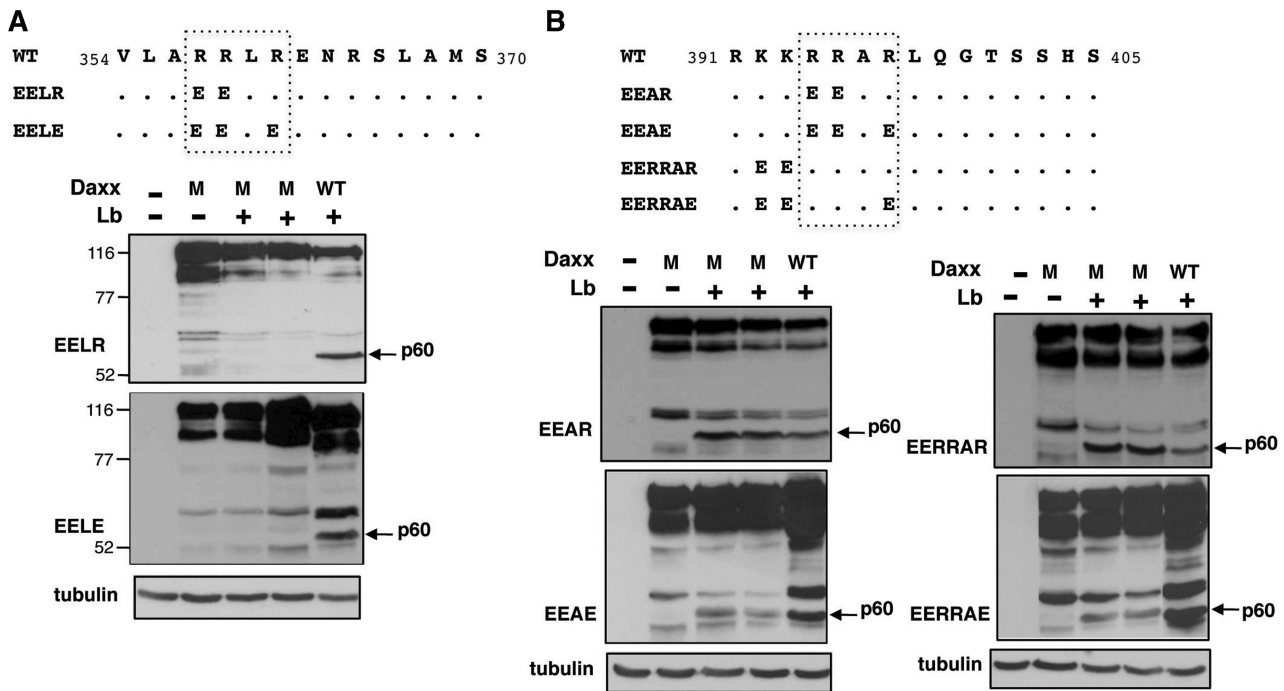 A
WT 354 V L A R R L R E N R S L A M S 370
EELR . . . E E . . . . . . . . . .
EELE . . . E E . E . . . . . . . .
Daxx – M M M WT
Lb – – + + +
116
77
EELR
52
p60
116
77
EELE
52
p60
tubulin
B
WT 391 R K K R R A R L Q G T S S H S 405
EEAR . . . E E . . . . . . . . . .
EEAE . . . E E . E . . . . . . . .
EERRAR . E E . . . . . . . . . . . .
EERRAE . E E . . . E . . . . . . . .
Daxx – M M M WT
Lb – – + + +
EEAR
p60
EEAE
p60
tubulin
Daxx – M M M WT
Lb – – + + +
EERRAR
p60
EERRAE
p60
tubulin